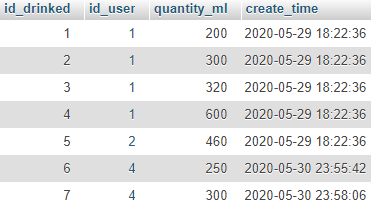 id_drinked id_user quantity_ml create_time
1 1 200 2020-05-29 18:22:36
2 1 300 2020-05-29 18:22:36
3 1 320 2020-05-29 18:22:36
4 1 600 2020-05-29 18:22:36
5 2 460 2020-05-29 18:22:36
6 4 250 2020-05-30 23:55:42
7 4 300 2020-05-30 23:58:06